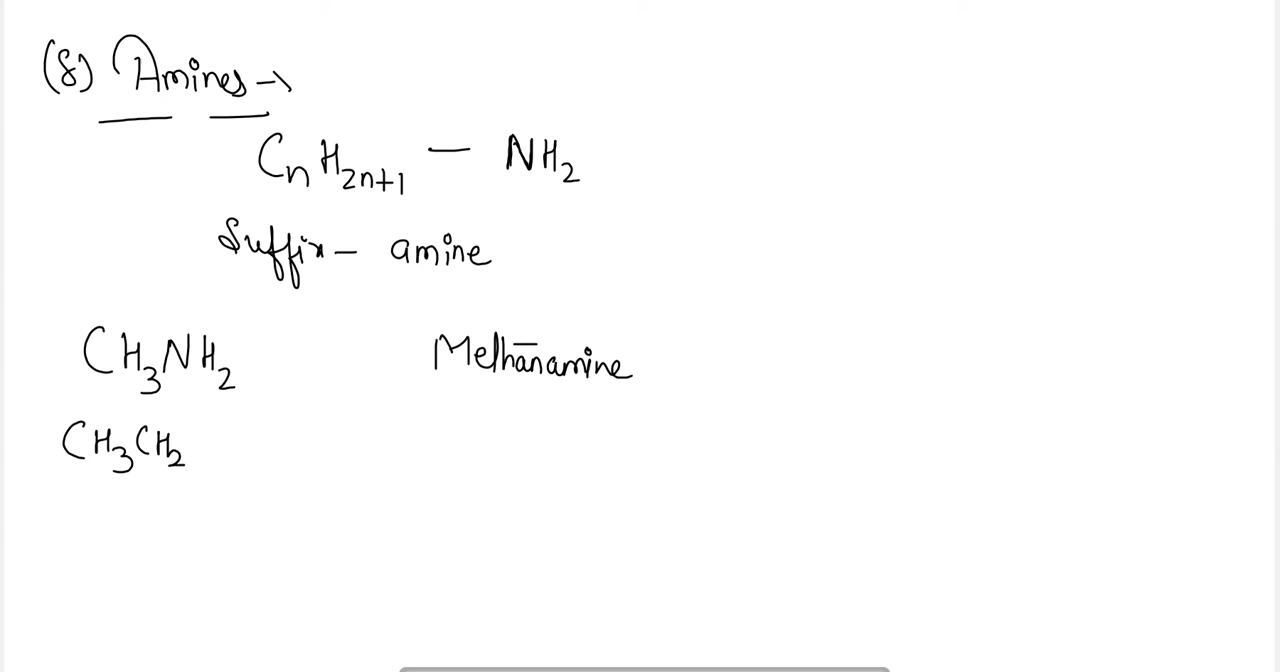 (8) Amines →
CnH2n+1 — NH2
Suffix - amine
CH3NH2 Methanamine
CH3CH2